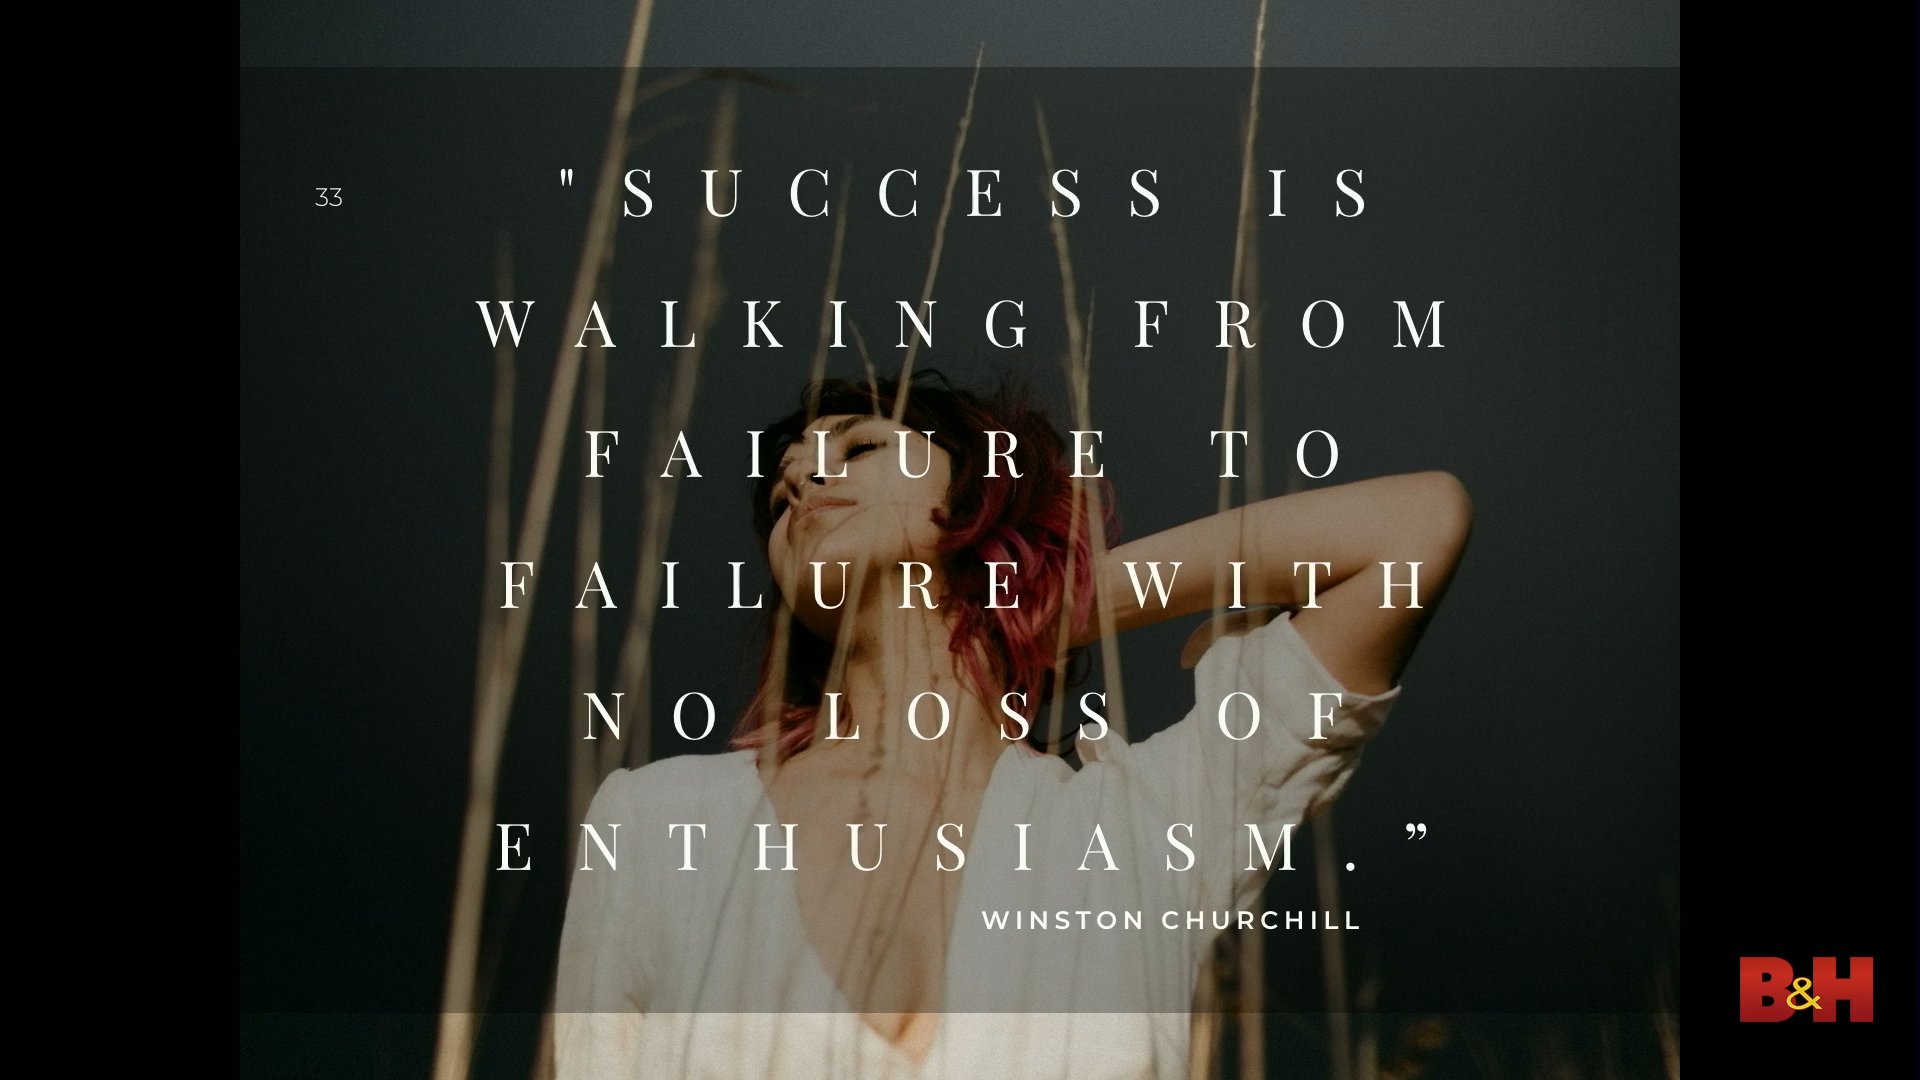 33
"SUCCESS IS
WALKING FROM
FAILURE TO
FAILURE WITH
NO LOSS OF
ENTHUSIASM.”
WINSTON CHURCHILL
B&H